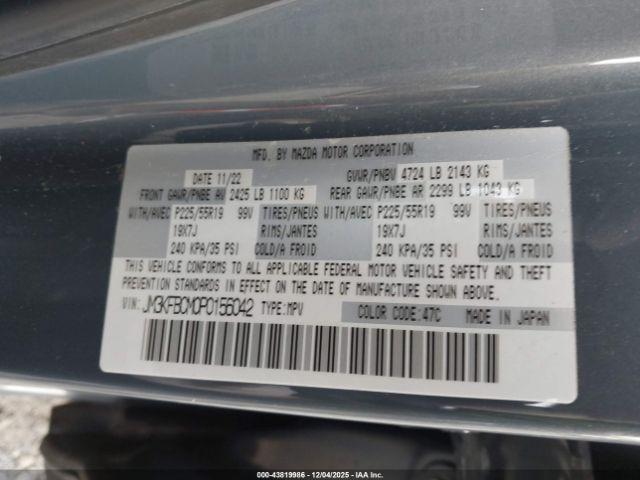 MFD. BY MAZDA MOTOR CORPORATION
DATE 11/22 GVWR/PNBV 4724 LB 2143 KG
FRONT GAWR/PNBE AV 2425 LB 1100 KG REAR GAWR/PNBE AR 2299 LB 1043 KG
WITH/AVEC P225/55R19 99V TIRES/PNEUS WITH/AVEC P225/55R19 99V TIRES/PNEUS
19X7J RIMS/JANTES 19X7J RIMS/JANTES
240 KPA/35 PSI COLD/A FROID 240 KPA/35 PSI COLD/A FROID
THIS VEHICLE CONFORMS TO ALL APPLICABLE FEDERAL MOTOR VEHICLE SAFETY AND THEFT
PREVENTION STANDARDS IN EFFECT ON THE DATE OF MANUFACTURE SHOWN ABOVE.
VIN: JM3KFBCM0P0156042 TYPE:MPV COLOR CODE:47C MADE IN JAPAN
000-43819986 - 12/04/2025 - IAAI.COM